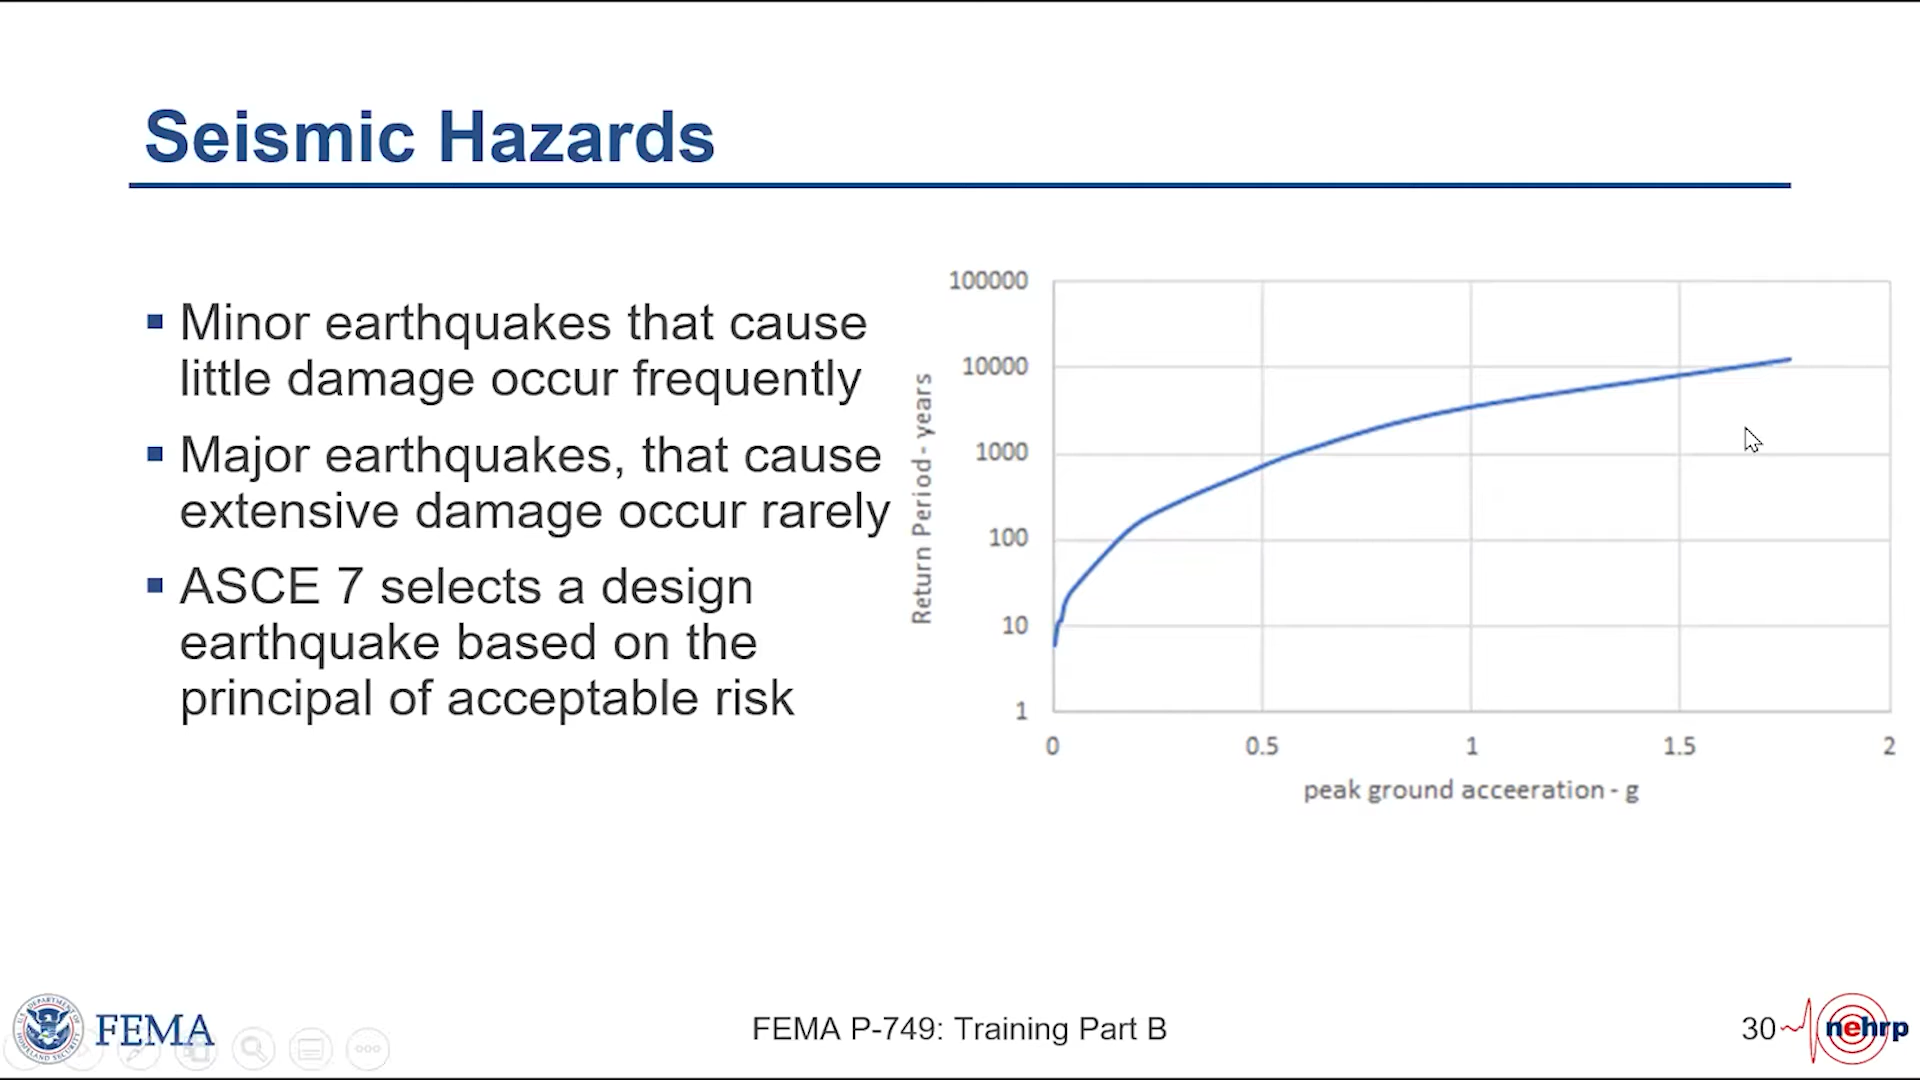 Seismic Hazards
Minor earthquakes that cause
little damage occur frequently
Major earthquakes, that cause
extensive damage occur rarely
ASCE 7 selects a design
earthquake based on the
principal of acceptable risk
Return Period- years
100000
10000
1000
100
10
1
0
0.5
1
1.5
2
peak ground acceeration - g
FEMA
FEMA P-749: Training Part B
30
nehrp